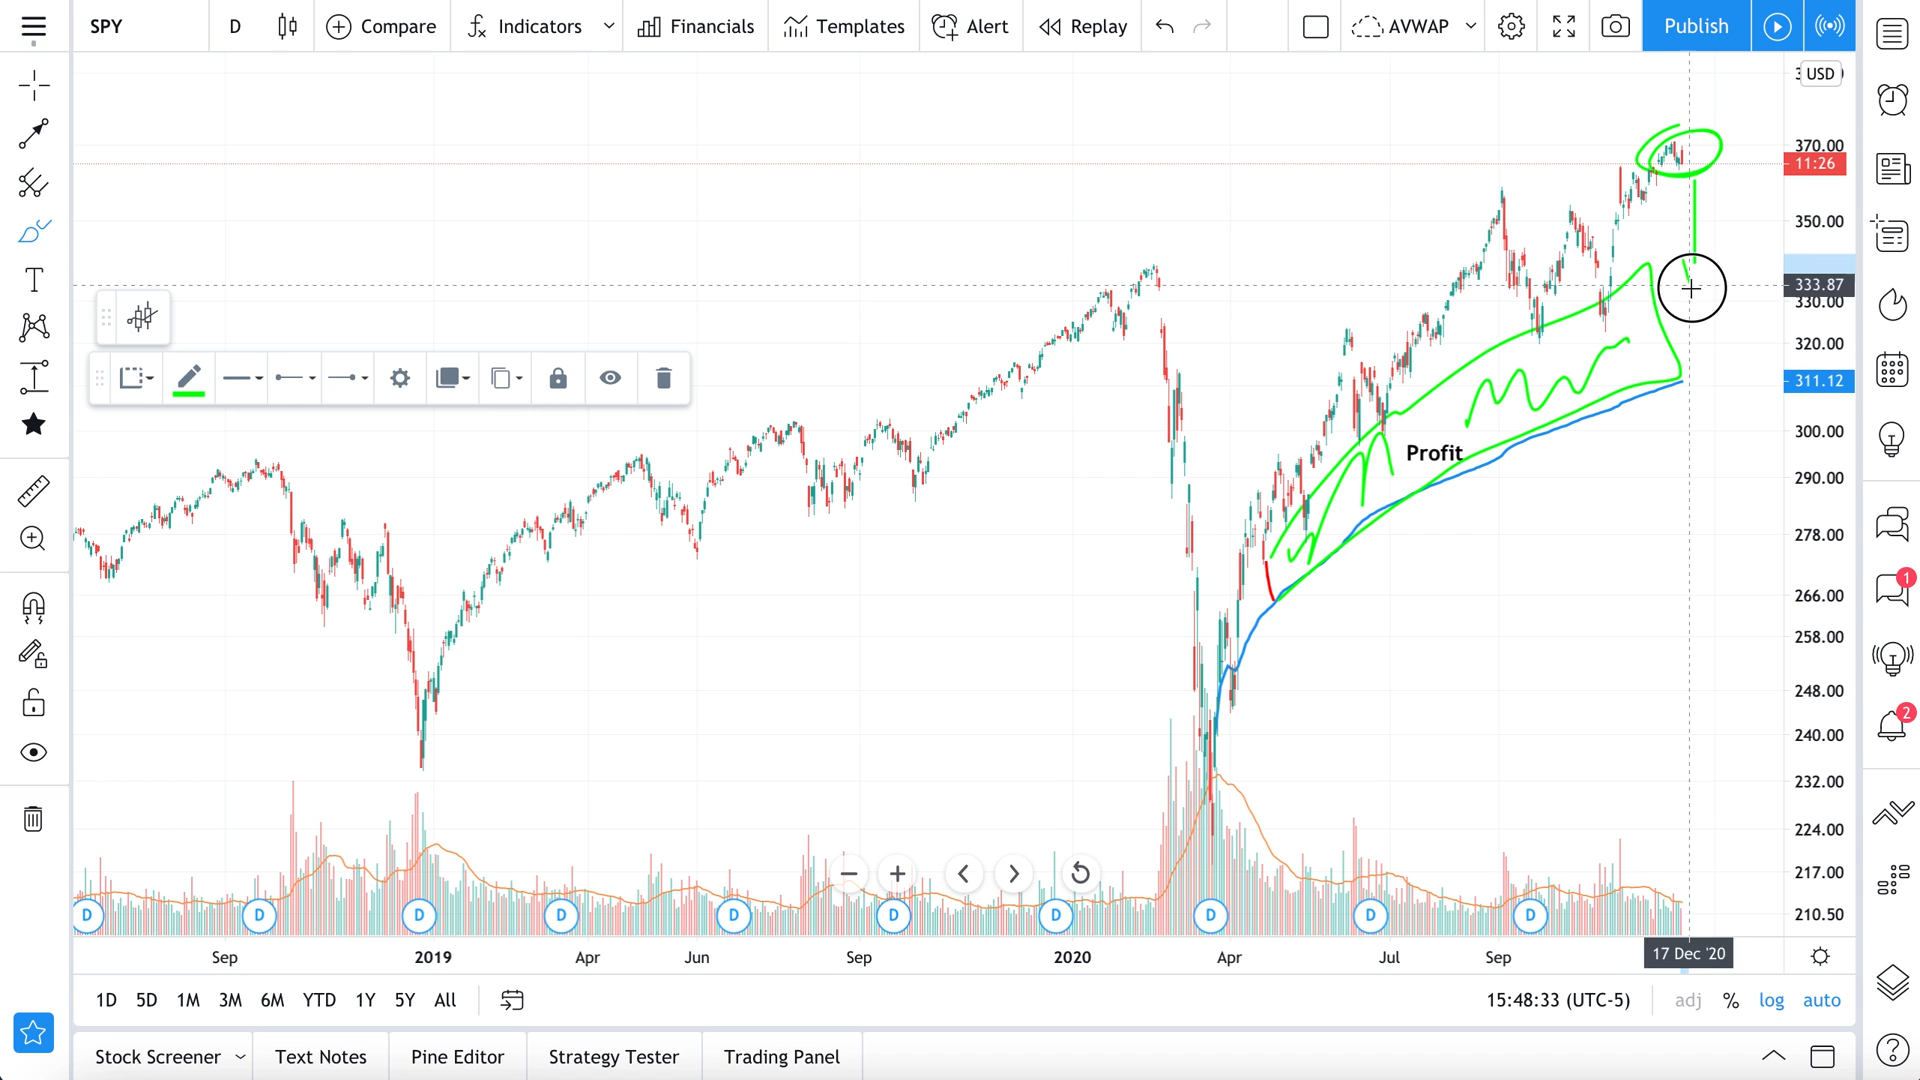 SPY D Compare Indicators Financials Templates Alert Replay AVWAP Publish
USD
370.00
11:26
350.00
333.87
330.00
320.00
311.12
Profit
300.00
290.00
278.00
266.00
258.00
248.00
240.00
232.00
224.00
217.00
210.50
D D D D D D D D D D
Sep 2019 Apr Jun Sep 2020 Apr Jul Sep 17 Dec '20
1D 5D 1M 3M 6M YTD 1Y 5Y All 15:48:33 (UTC-5) adj % log auto
Stock Screener Text Notes Pine Editor Strategy Tester Trading Panel
1
2